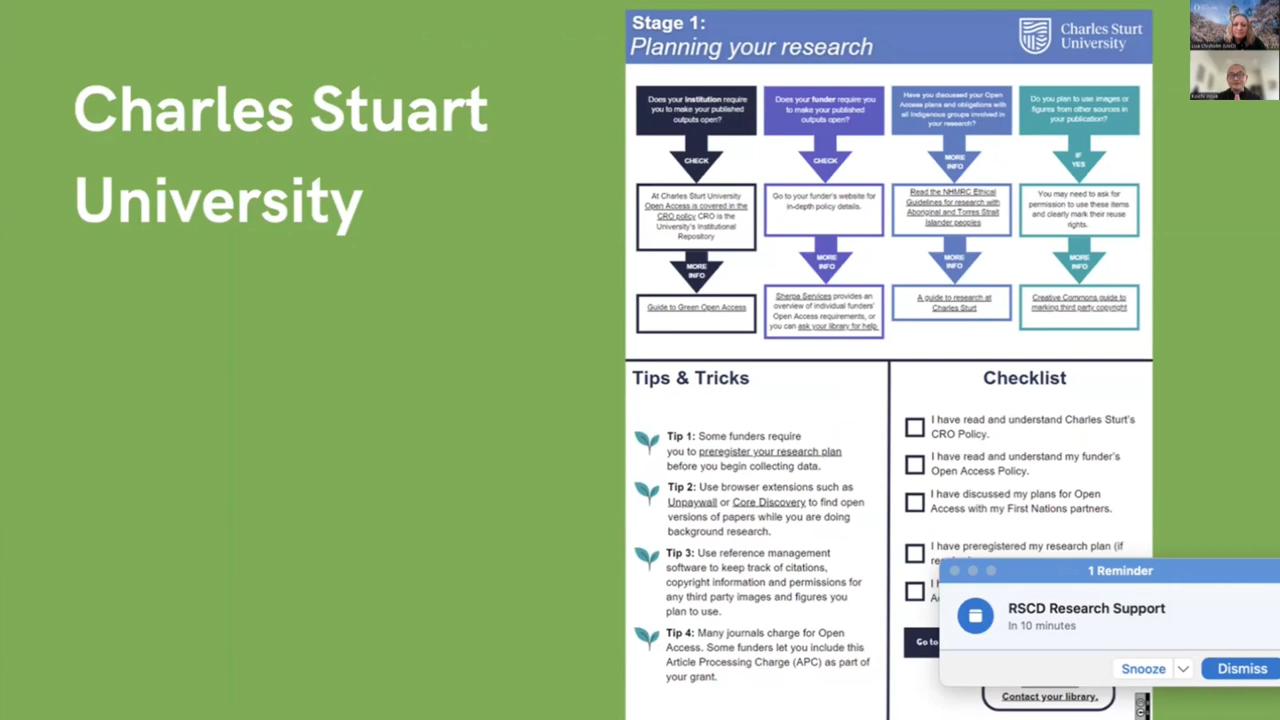 Charles Stuart
University
Stage 1:
Planning your research
Charles Sturt
University
Does your institution require
you to make your published
outputs open?
CHECK
At Charles Sturt University
Open Access is covered in the
CRO policy CRO is the
University's Institutional
Repository
MORE
INFO
Guide to Green Open Access
Does your funder require you
to make your published
outputs open?
CHECK
Go to your funder's website for
in-depth policy details.
MORE
INFO
Sherpa Services provides an
overview of individual funders'
Open Access requirements, or
you can ask your library for help.
Have you discussed your Open
Access plans and obligations with
all Indigenous groups involved in
your research?
MORE
INFO
Read the NHMRC Ethical
Guidelines for research with
Aboriginal and Torres Strait
Islander peoples
MORE
INFO
A guide to research at
Charles Sturt
Do you plan to use images or
figures from other sources in
your publication?
IF
YES
You may need to ask for
permission to use these items
and clearly mark their reuse
rights.
MORE
INFO
Creative Commons guide to
marking third party copyright
Tips & Tricks
Tip 1: Some funders require
you to preregister your research plan
before you begin collecting data.
Tip 2: Use browser extensions such as
Unpaywall or Core Discovery to find open
versions of papers while you are doing
background research.
Tip 3: Use reference management
software to keep track of citations,
copyright information and permissions for
any third party images and figures you
plan to use.
Tip 4: Many journals charge for Open
Access. Some funders let you include this
Article Processing Charge (APC) as part of
your grant.
Checklist
I have read and understand Charles Sturt's
CRO Policy.
I have read and understand my funder's
Open Access Policy.
I have discussed my plans for Open
Access with my First Nations partners.
I have preregistered my research plan (if
Go to
Contact your library.
1 Reminder
RSCD Research Support
In 10 minutes
Snooze
Dismiss